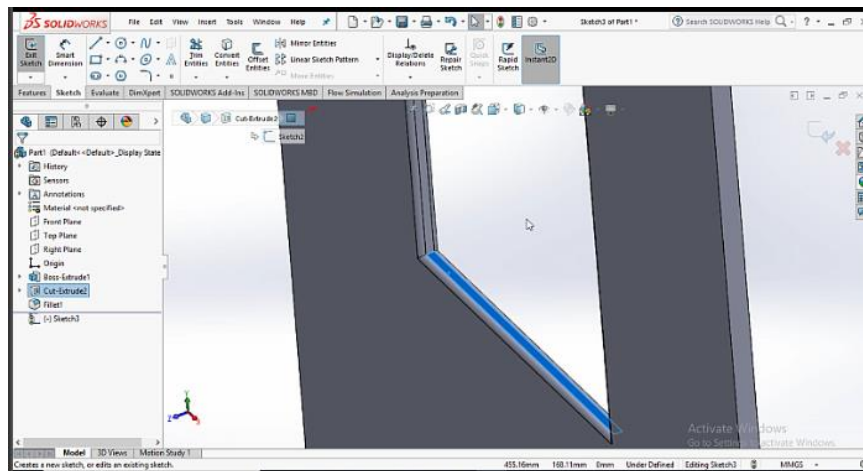 SOLIDWORKS File Edit View Insert Tools Window Help Sketch3 of Part1 * Search SOLIDWORKS Help
Exit Sketch Smart Dimension Trim Entities Convert Entities Offset Entities Mirror Entities Display/Delete Relations Repair Sketch Quick Snaps Rapid Sketch Instant2D
Linear Sketch Pattern
Move Entities
Features Sketch Evaluate DimXpert SOLIDWORKS Add-Ins SOLIDWORKS MBD Flow Simulation Analysis Preparation
Cut-Extrude2
Sketch2
Part1 (Default<<Default>_Display State
History
Sensors
Annotations
Material <not specified>
Front Plane
Top Plane
Right Plane
Origin
Boss-Extrude1
Cut-Extrude2
Fillet1
(-) Sketch3
Activate Windows
Go to Settings to activate Windows.
Model 3D Views Motion Study 1
Creates a new sketch, or edits an existing sketch. 455.16mm 168.11mm 0mm Under Defined Editing Sketch3 MMGS